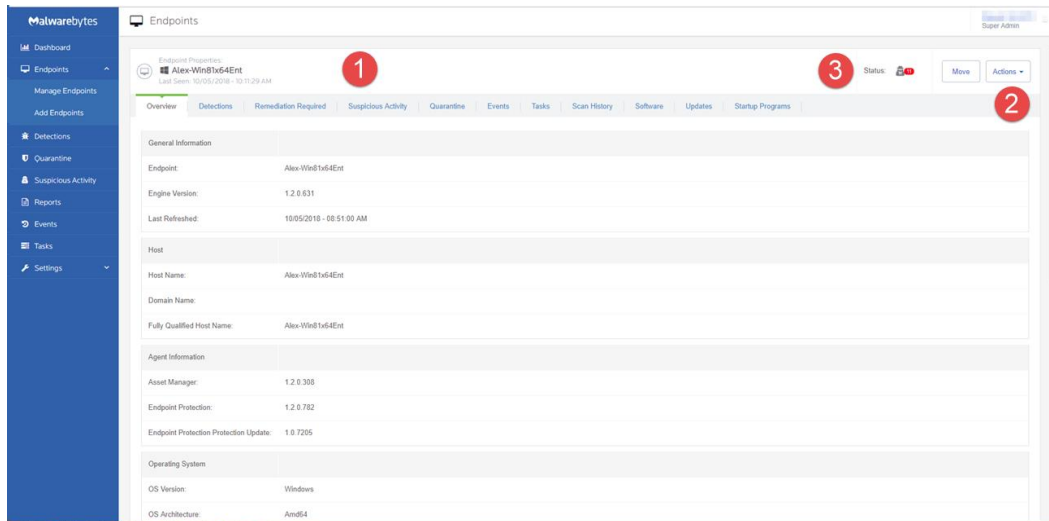 Malwarebytes
Endpoints
Super Admin
Dashboard
Endpoints
Manage Endpoints
Add Endpoints
Detections
Quarantine
Suspicious Activity
Reports
Events
Tasks
Settings
Endpoint Properties
Alex-Win81x64Ent
Last Seen: 10/05/2018 - 10:11:29 AM
1
3
Status:
11
Move
Actions
2
Overview Detections Remediation Required Suspicious Activity Quarantine Events Tasks Scan History Software Updates Startup Programs
General Information
Endpoint: Alex-Win81x64Ent
Engine Version: 1.2.0.631
Last Refreshed: 10/05/2018 - 08:51:00 AM
Host
Host Name: Alex-Win81x64Ent
Domain Name:
Fully Qualified Host Name: Alex-Win81x64Ent
Agent Information
Asset Manager: 1.2.0.308
Endpoint Protection: 1.2.0.782
Endpoint Protection Protection Update: 1.0.7205
Operating System
OS Version: Windows
OS Architecture: Amd64